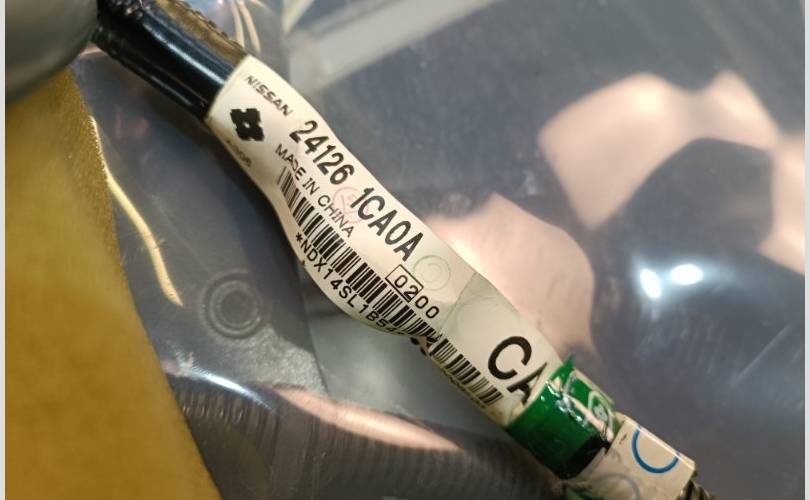 NISSAN
24126 1CA0A
MADE IN CHINA
0200
CA